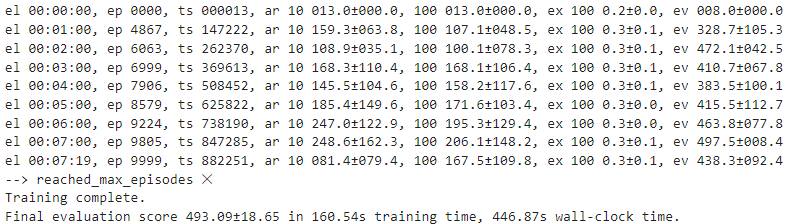 el 00:00:00, ep 0000, ts 000013, ar 10 013.0±000.0, 100 013.0±000.0, ex 100 0.2±0.0, ev 008.0±000.0
el 00:01:00, ep 4867, ts 147222, ar 10 159.3±063.8, 100 107.1±048.5, ex 100 0.3±0.1, ev 328.7±105.3
el 00:02:00, ep 6063, ts 262370, ar 10 108.9±035.1, 100 100.1±078.3, ex 100 0.3±0.1, ev 472.1±042.5
el 00:03:00, ep 6999, ts 369613, ar 10 168.3±110.4, 100 168.1±106.4, ex 100 0.3±0.1, ev 410.7±067.8
el 00:04:00, ep 7906, ts 508452, ar 10 145.5±104.6, 100 158.2±117.6, ex 100 0.3±0.1, ev 383.5±100.1
el 00:05:00, ep 8579, ts 625822, ar 10 185.4±149.6, 100 171.6±103.4, ex 100 0.3±0.0, ev 415.5±112.7
el 00:06:00, ep 9224, ts 738190, ar 10 247.0±122.9, 100 195.3±129.4, ex 100 0.3±0.0, ev 463.8±077.8
el 00:07:00, ep 9805, ts 847285, ar 10 248.6±162.3, 100 206.1±148.2, ex 100 0.3±0.1, ev 497.5±008.4
el 00:07:19, ep 9999, ts 882251, ar 10 081.4±079.4, 100 167.5±109.8, ex 100 0.3±0.1, ev 438.3±092.4
--> reached_max_episodes ×
Training complete.
Final evaluation score 493.09±18.65 in 160.54s training time, 446.87s wall-clock time.